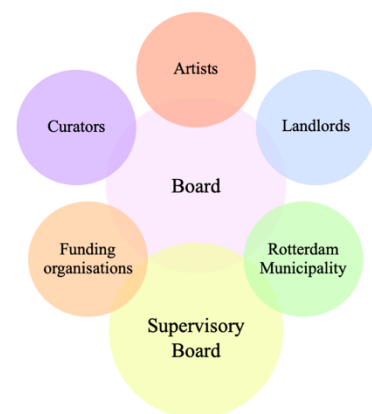 Artists
Curators
Landlords
Board
Funding
organisations
Rotterdam
Municipality
Supervisory
Board